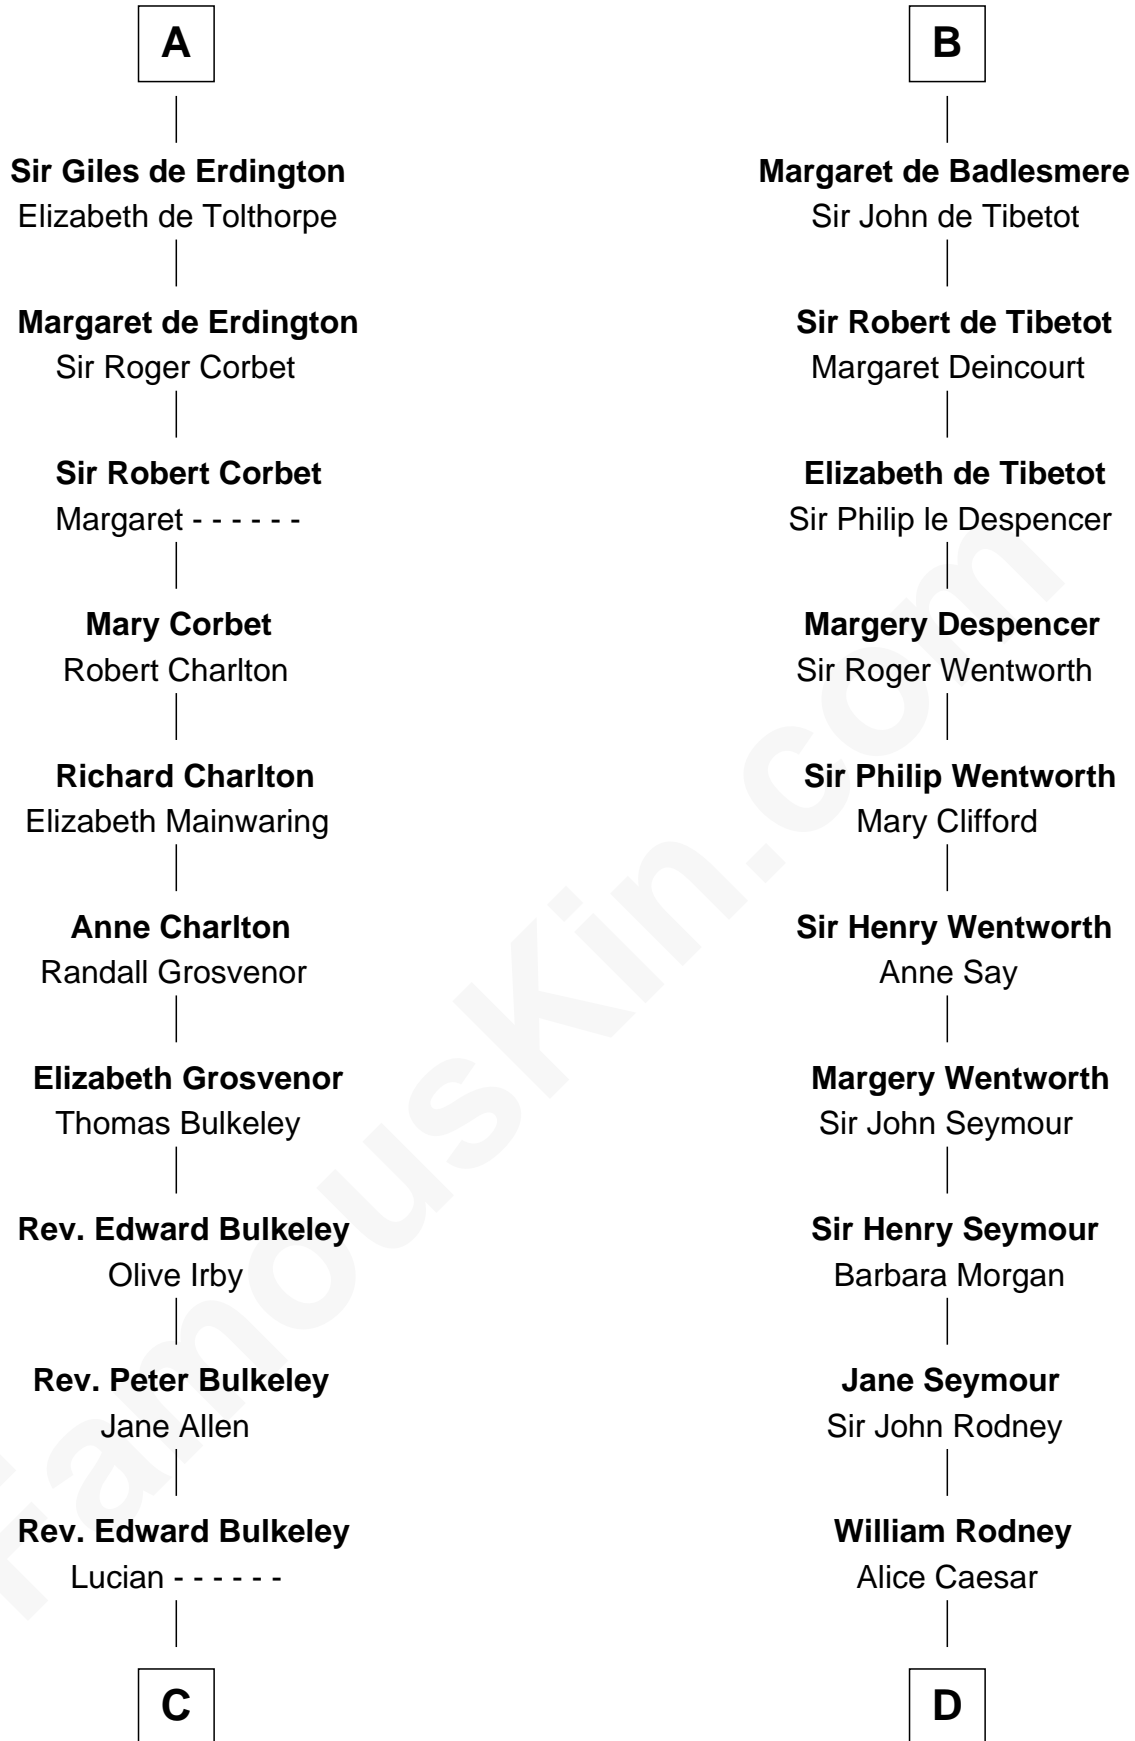 A
Sir Giles de Erdington
Elizabeth de Tolthorpe
Margaret de Erdington
Sir Roger Corbet
Sir Robert Corbet
Margaret - - - - - -
Mary Corbet
Robert Charlton
Richard Charlton
Elizabeth Mainwaring
Anne Charlton
Randall Grosvenor
Elizabeth Grosvenor
Thomas Bulkeley
Rev. Edward Bulkeley
Olive Irby
Rev. Peter Bulkeley
Jane Allen
Rev. Edward Bulkeley
Lucian - - - - - -
C
B
Margaret de Badlesmere
Sir John de Tibetot
Sir Robert de Tibetot
Margaret Deincourt
Elizabeth de Tibetot
Sir Philip le Despencer
Margery Despencer
Sir Roger Wentworth
Sir Philip Wentworth
Mary Clifford
Sir Henry Wentworth
Anne Say
Margery Wentworth
Sir John Seymour
Sir Henry Seymour
Barbara Morgan
Jane Seymour
Sir John Rodney
William Rodney
Alice Caesar
D
FamousKin.com